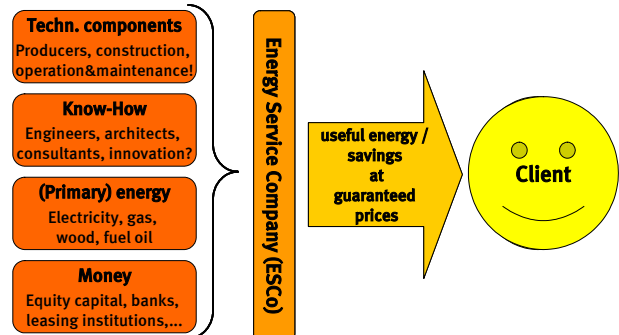 Techn. components
Producers, construction,
operation&maintenance!
Know-How
Engineers, architects,
consultants, innovation?
(Primary) energy
Electricity, gas,
wood, fuel oil
Money
Equity capital, banks,
leasing institutions,...
Energy Service Company (ESCo)
useful energy /
savings
at
guaranteed
prices
Client